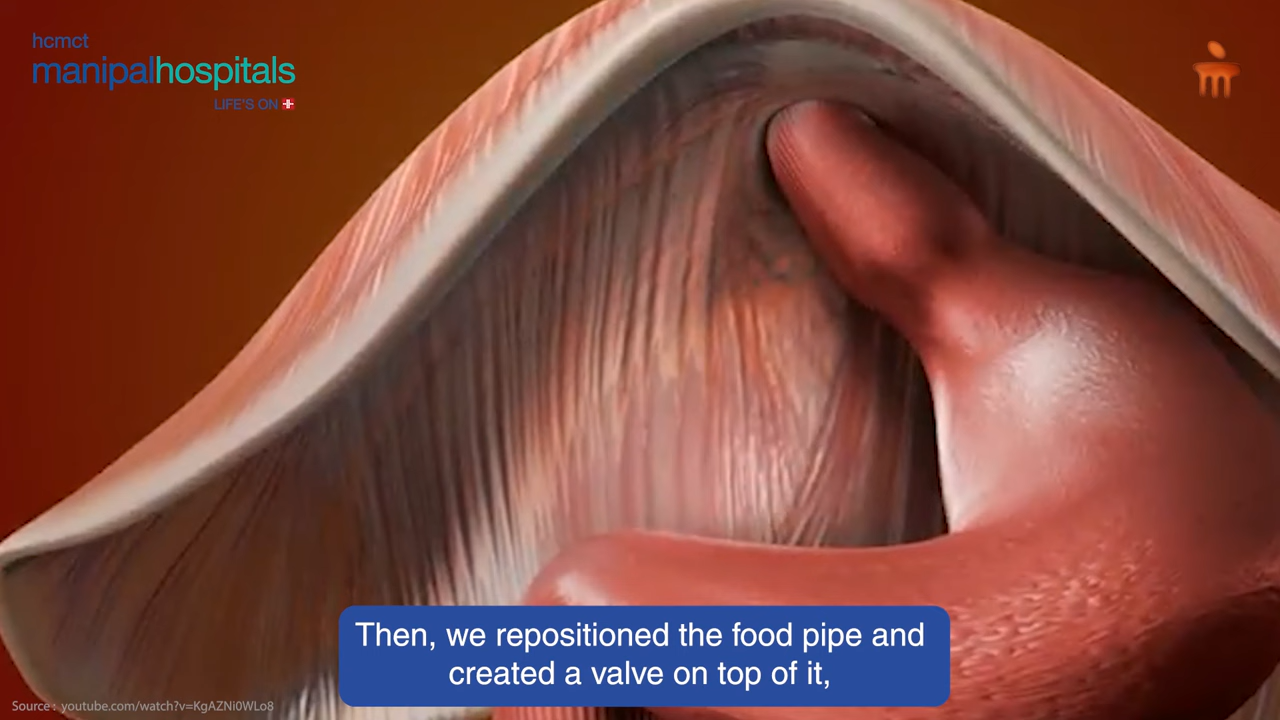 hcmct
manipalhospitals
LIFE'S ON
Then, we repositioned the food pipe and
created a valve on top of it,
Source : youtube.com/watch?v=KgAZNi0WLo8